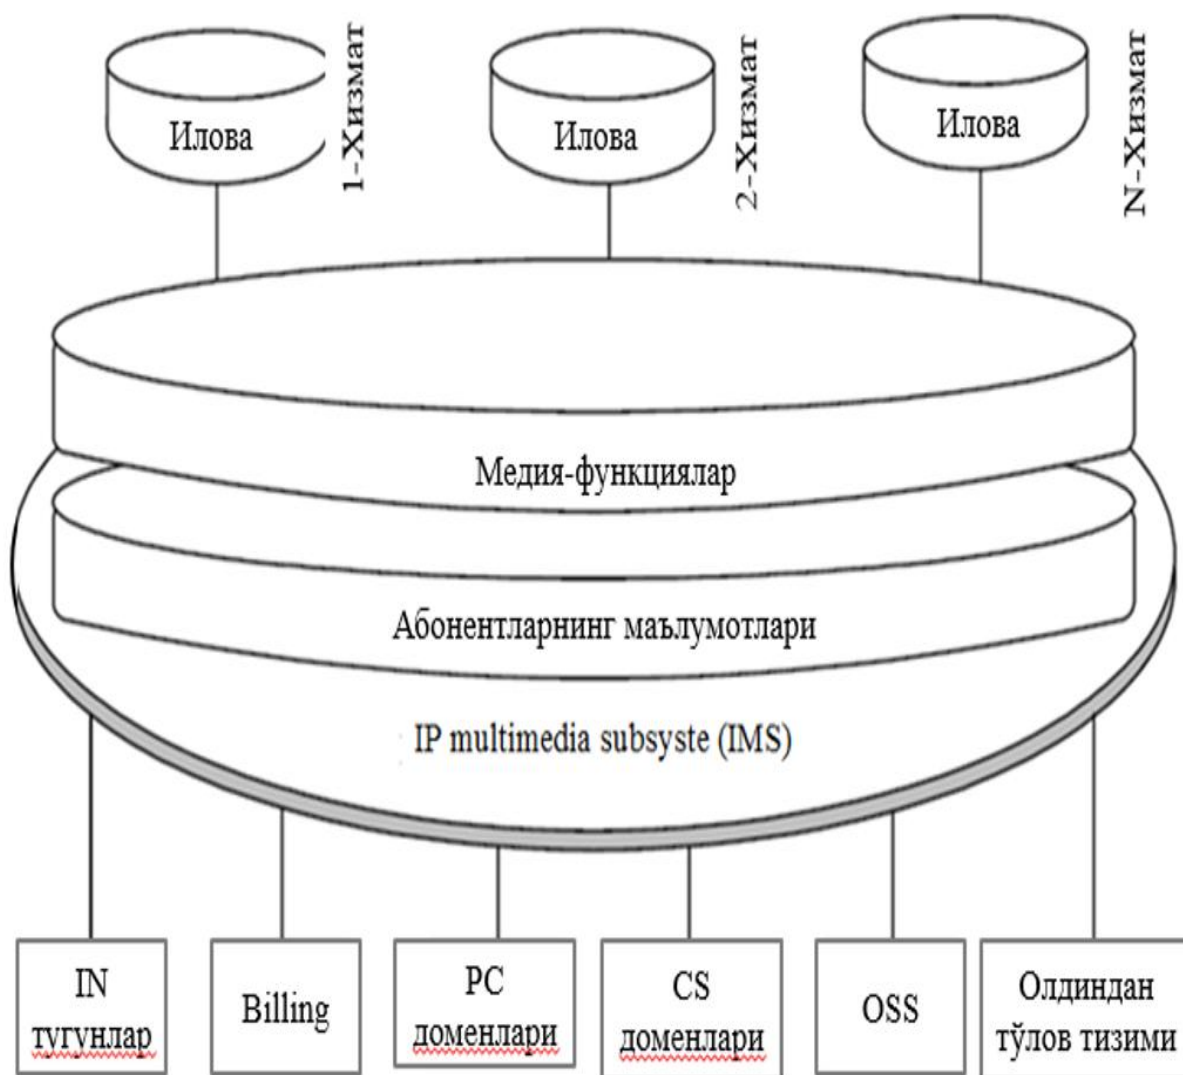 1-Хизмат
2-Хизмат
N-Хизмат
Илова
Илова
Илова
Медия-функциялар
Абонентларнинг маълумотлари
IP multimedia subsyste (IMS)
IN
тугунлар
Billing
PC
доменлари
CS
доменлари
OSS
Олдиндан
тўлов тизими